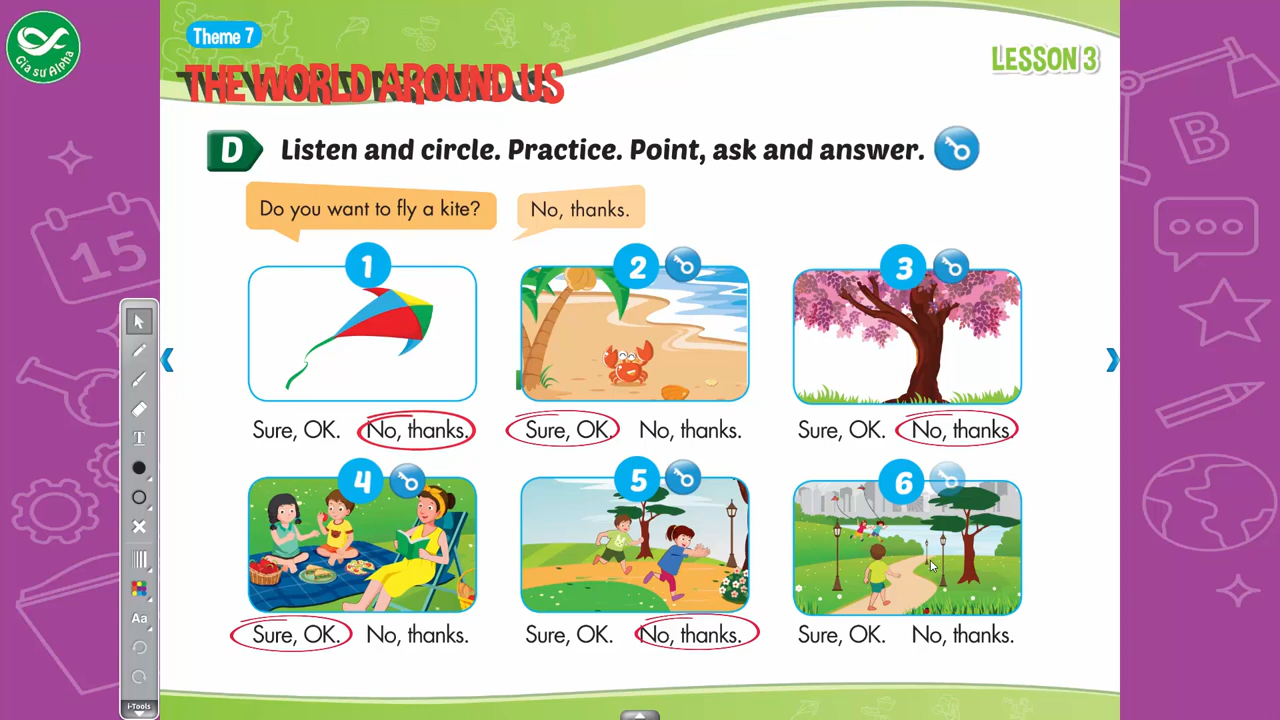 Gia sư Alpha
Theme 7
THE WORLD AROUND US
LESSON 3
D Listen and circle. Practice. Point, ask and answer.
Do you want to fly a kite? No, thanks.
1 2 3
Sure, OK. No, thanks. Sure, OK. No, thanks. Sure, OK. No, thanks.
4 5 6
Sure, OK. No, thanks. Sure, OK. No, thanks. Sure, OK. No, thanks.
15
B
T
Aa
i-Tools